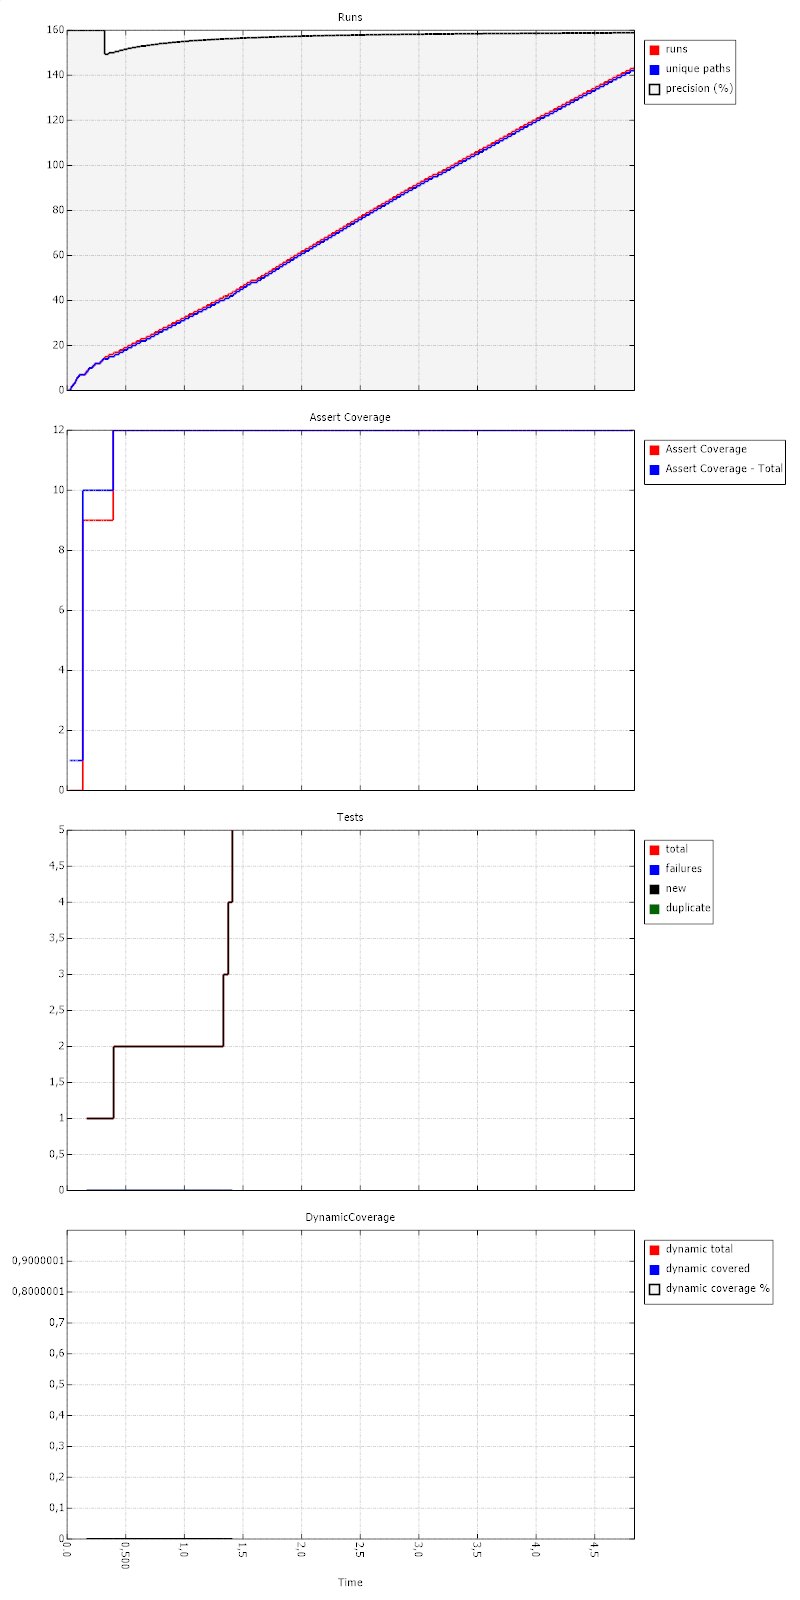 Runs
160
140
120
100
80
60
40
20
0
runs
unique paths
precision (%)
Assert Coverage
12
10
8
6
4
2
0
Assert Coverage
Assert Coverage - Total
Tests
5
4,5
4
3,5
3
2,5
2
1,5
1
0,5
0
total
failures
new
duplicate
DynamicCoverage
0,9000001
0,8000001
0,7
0,6
0,5
0,4
0,3
0,2
0,1
0
dynamic total
dynamic covered
dynamic coverage %
0,0 0,500 1,0 1,5 2,0 2,5 3,0 3,5 4,0 4,5
Time